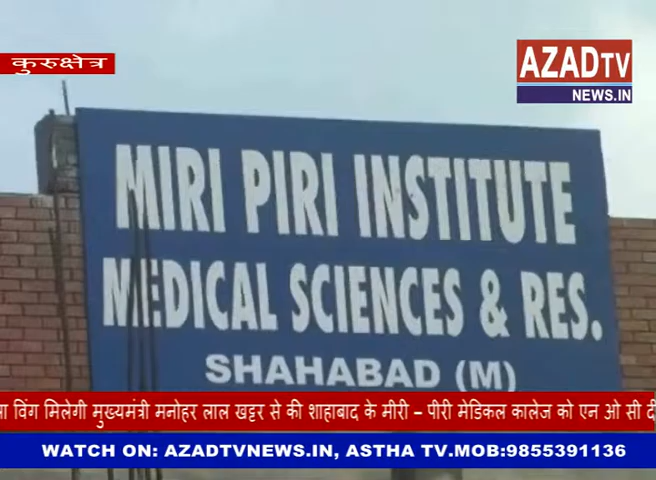 कुरुक्षेत्र
AZADTV
NEWS.IN
MIRI PIRI INSTITUTE
MEDICAL SCIENCES & RES.
SHAHABAD (M)
विंग मिलेगी मुख्यमंत्री मनोहर लाल खट्टर से की शाहाबाद के मीरी - पीरी मेडिकल कालेज को एन ओ सी
WATCH ON: AZADTVNEWS.IN, ASTHA TV.MOB:9855391136